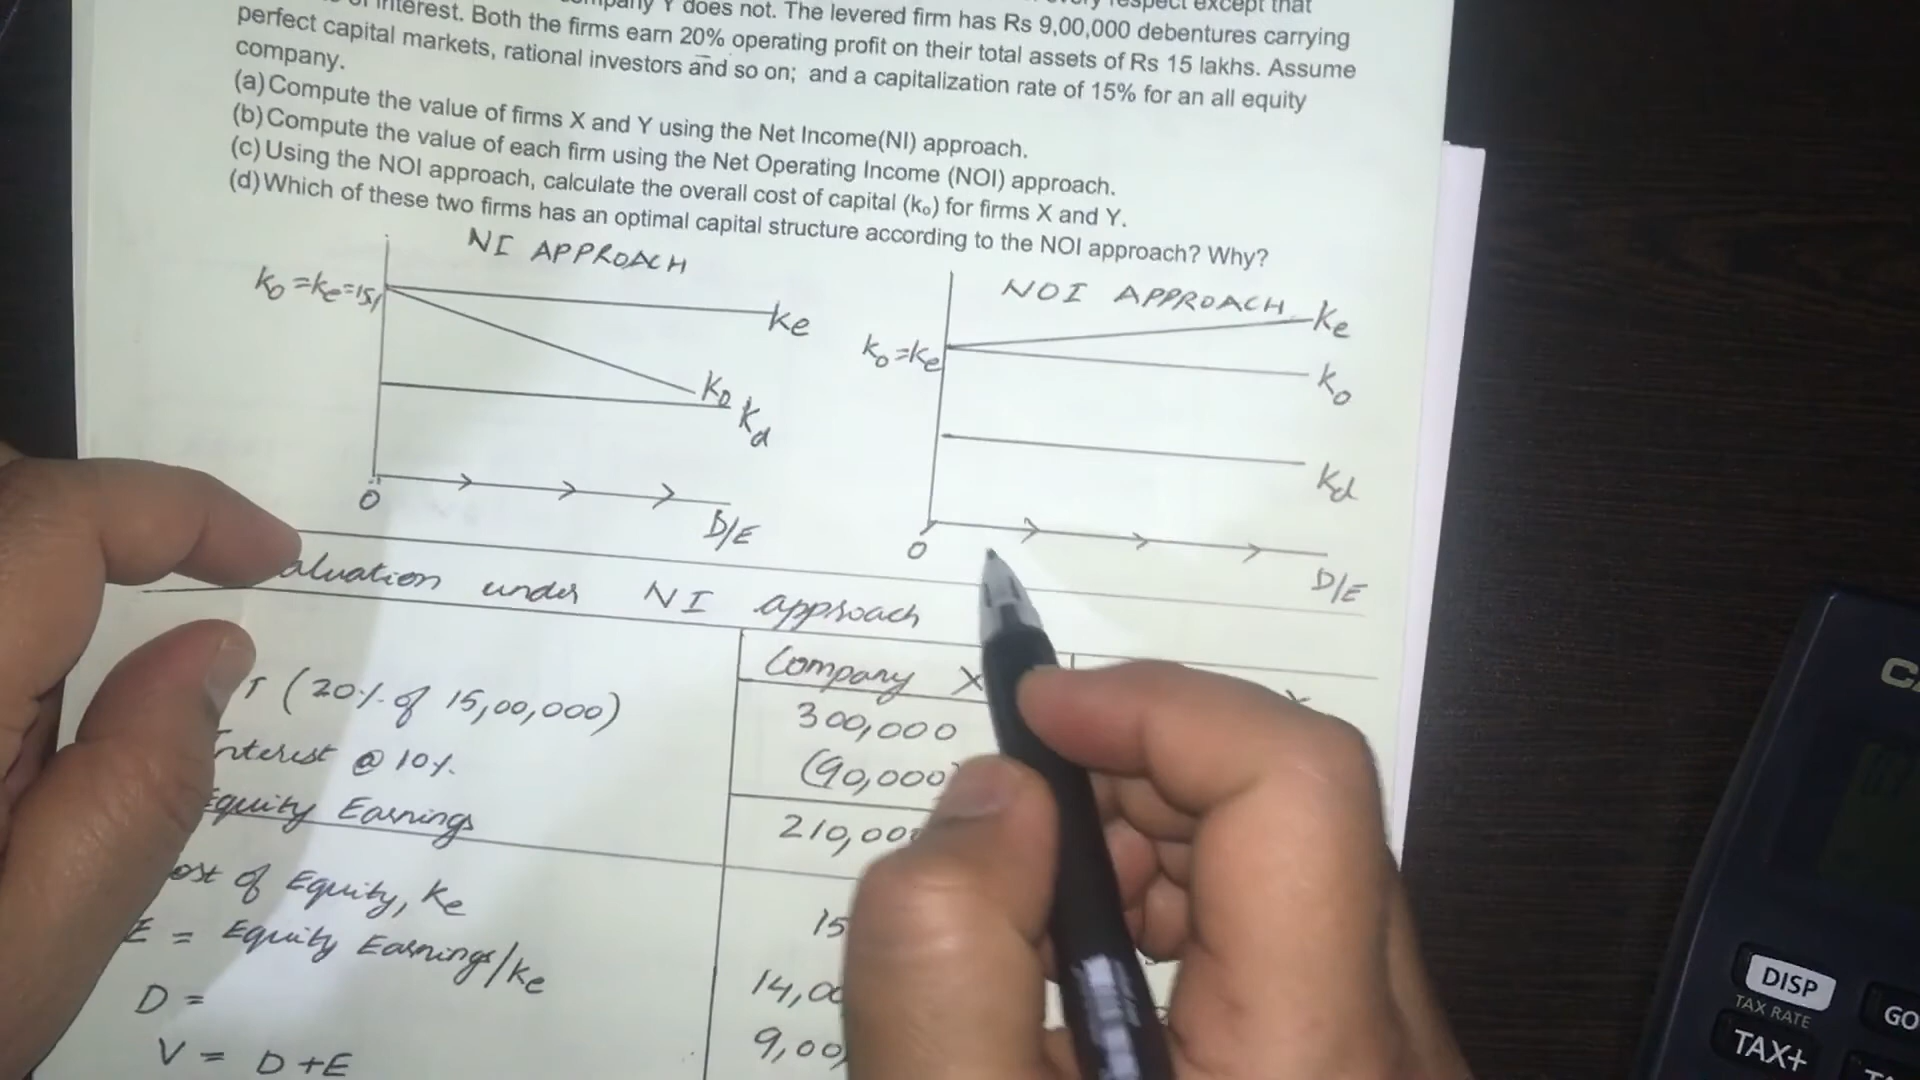 company Y does not. The levered firm has Rs 9,00,000 debentures carrying
interest. Both the firms earn 20% operating profit on their total assets of Rs 15 lakhs. Assume
perfect capital markets, rational investors and so on; and a capitalization rate of 15% for an all equity
company.
(a) Compute the value of firms X and Y using the Net Income(NI) approach.
(b) Compute the value of each firm using the Net Operating Income (NOI) approach.
(c) Using the NOI approach, calculate the overall cost of capital (kₒ) for firms X and Y.
(d) Which of these two firms has an optimal capital structure according to the NOI approach? Why?
NI APPROACH
k₀ = ke = 15%
ke
k₀
kd
0
D/E
NOI APPROACH
k₀ = ke
ke
k₀
kd
0
D/E
aluation under NI approach
Company X
T (20% of 15,00,000) 300,000
Interest @ 10% (90,000)
Equity Earnings 210,00
ost of Equity, Ke 15
E = Equity Earnings/ke 14,00
D = 9,00
V = D + E
DISP
TAX RATE
TAX+
GO